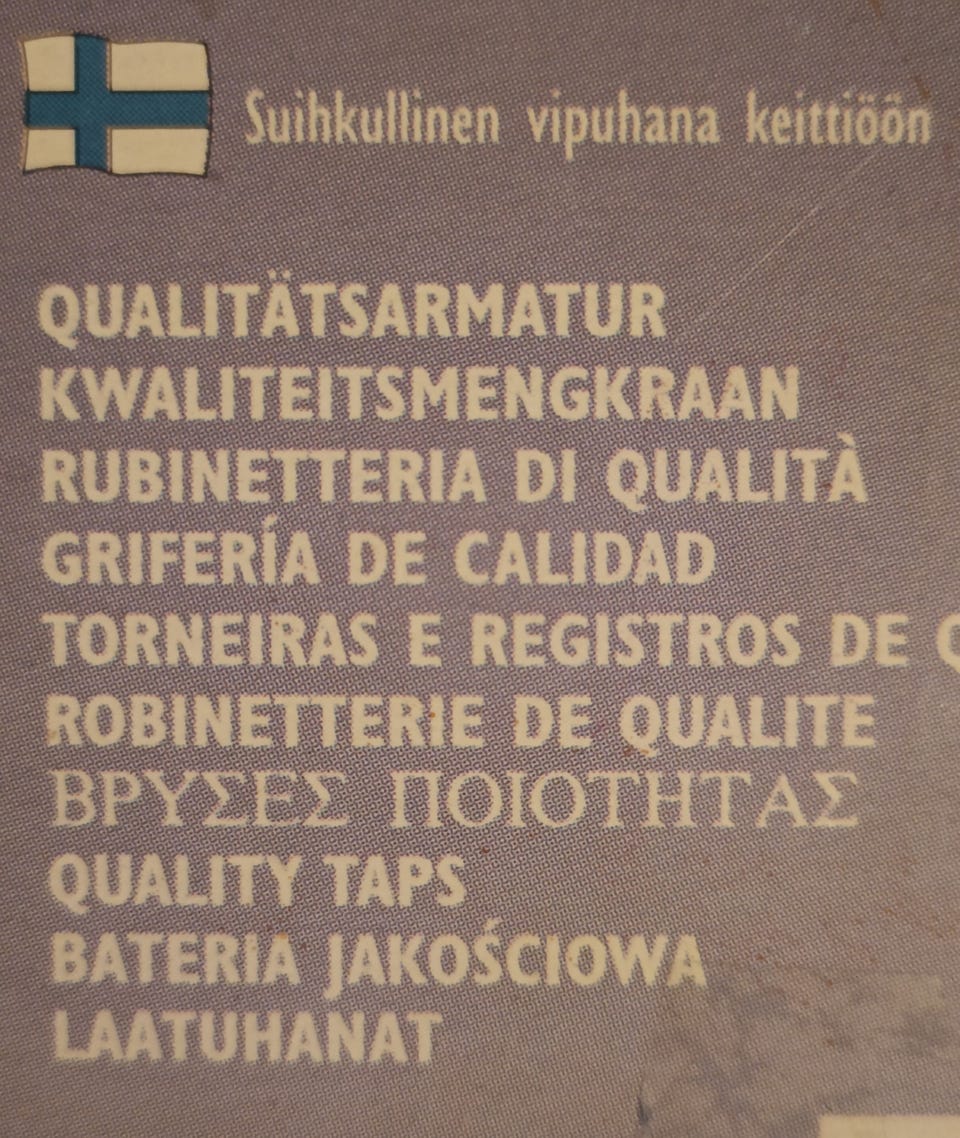 Suihkullinen vipuhana keittiöön
QUALITÄTSARMATUR
KWALITEITSMENGKRAAN
RUBINETTERIA DI QUALITÀ
GRIFERÍA DE CALIDAD
TORNEIRAS E REGISTROS DE
ROBINETTERIE DE QUALITE
ΒΡΥΣΕΣ ΠΟΙΟΤΗΤΑΣ
QUALITY TAPS
BATERIA JAKOŚCIOWA
LAATUHANAT